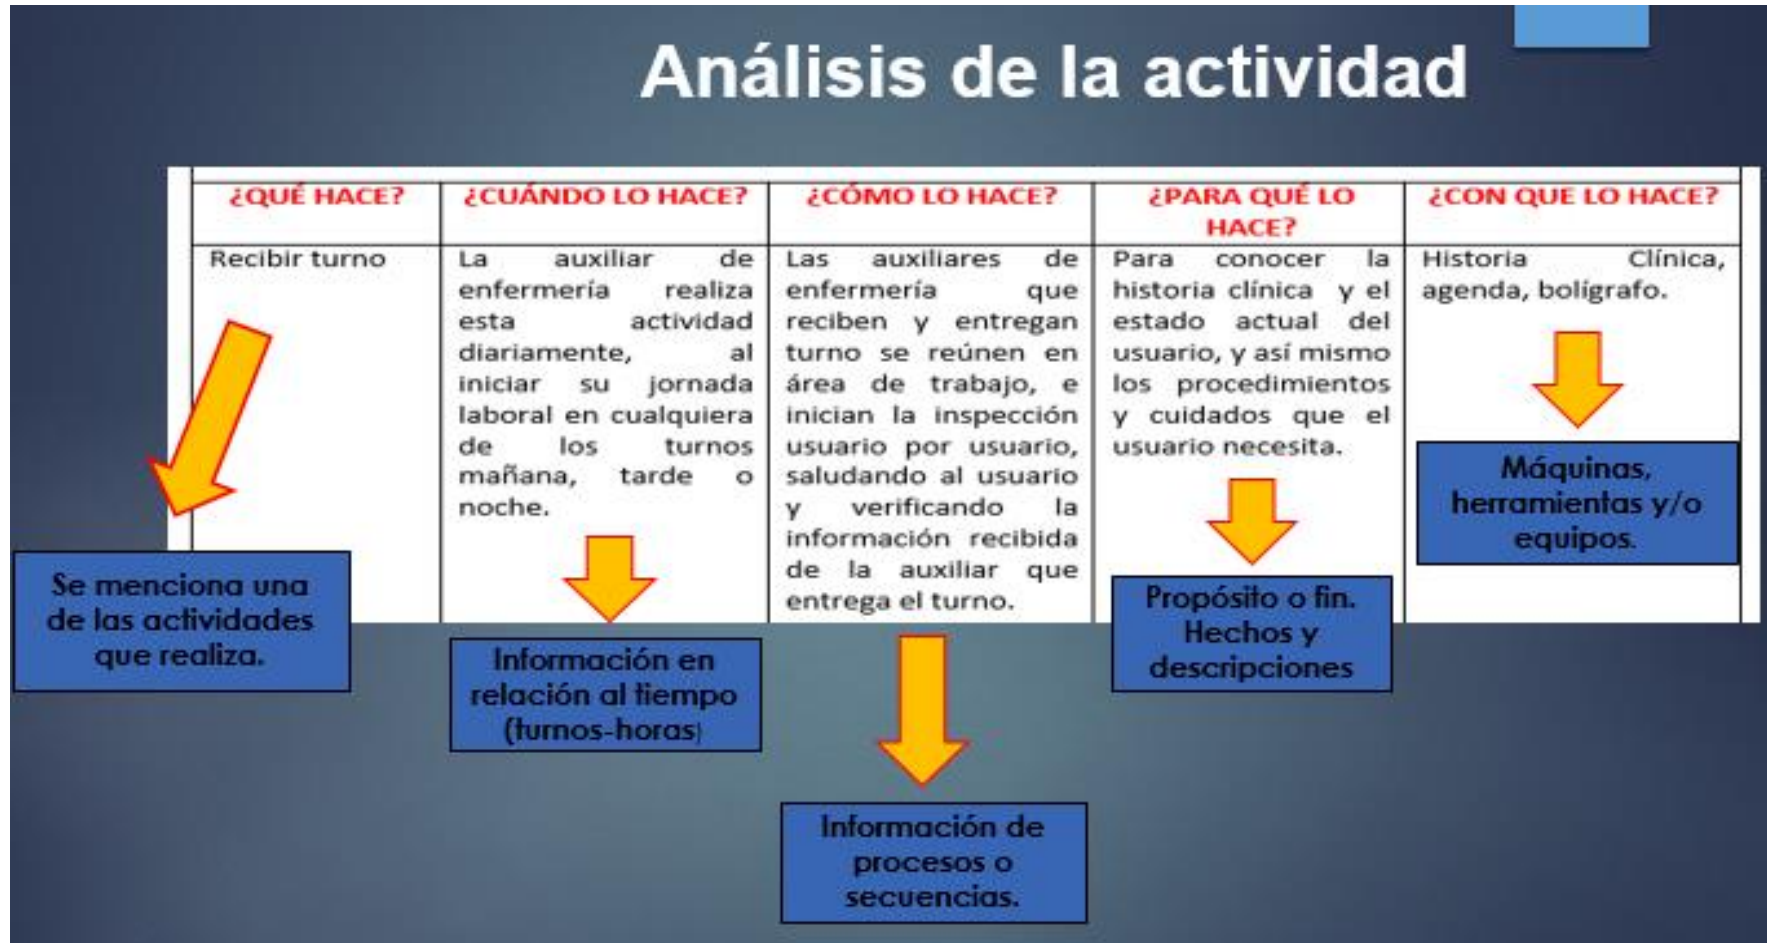 Análisis de la actividad
¿QUÉ HACE?
¿CUÁNDO LO HACE?
¿CÓMO LO HACE?
¿PARA QUÉ LO
HACE?
¿CON QUE LO HACE?
Recibir turno
La auxiliar de
enfermería realiza
esta actividad
diariamente, al
iniciar su jornada
laboral en cualquiera
de los turnos
mañana, tarde o
noche.
Las auxiliares de
enfermería que
reciben y entregan
turno se reúnen en
área de trabajo, e
inician la inspección
usuario por usuario,
saludando al usuario
y verificando la
información recibida
de la auxiliar que
entrega el turno.
Para conocer la
historia clínica y el
estado actual del
usuario, y así mismo
los procedimientos
y cuidados que el
usuario necesita.
Historia Clínica,
agenda, bolígrafo.
Se menciona una
de las actividades
que realiza.
Información en
relación al tiempo
(turnos-horas)
Información de
procesos o
secuencias.
Propósito o fin.
Hechos y
descripciones
Máquinas,
herramientas y/o
equipos.